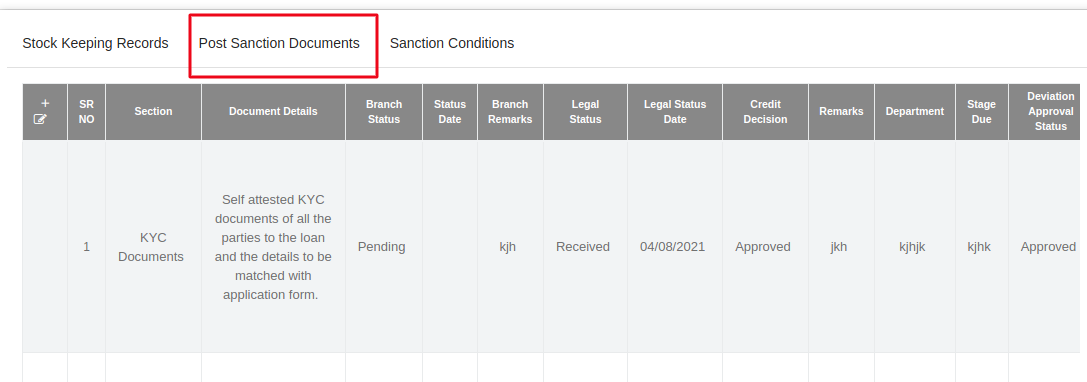 Stock Keeping Records Post Sanction Documents Sanction Conditions
+ SR NO Section Document Details Branch Status Status Date Branch Remarks Legal Status Legal Status Date Credit Decision Remarks Department Stage Due Deviation Approval Status
1 KYC Documents Self attested KYC documents of all the parties to the loan and the details to be matched with application form. Pending kjh Received 04/08/2021 Approved jkh kjhjk kjhk Approved